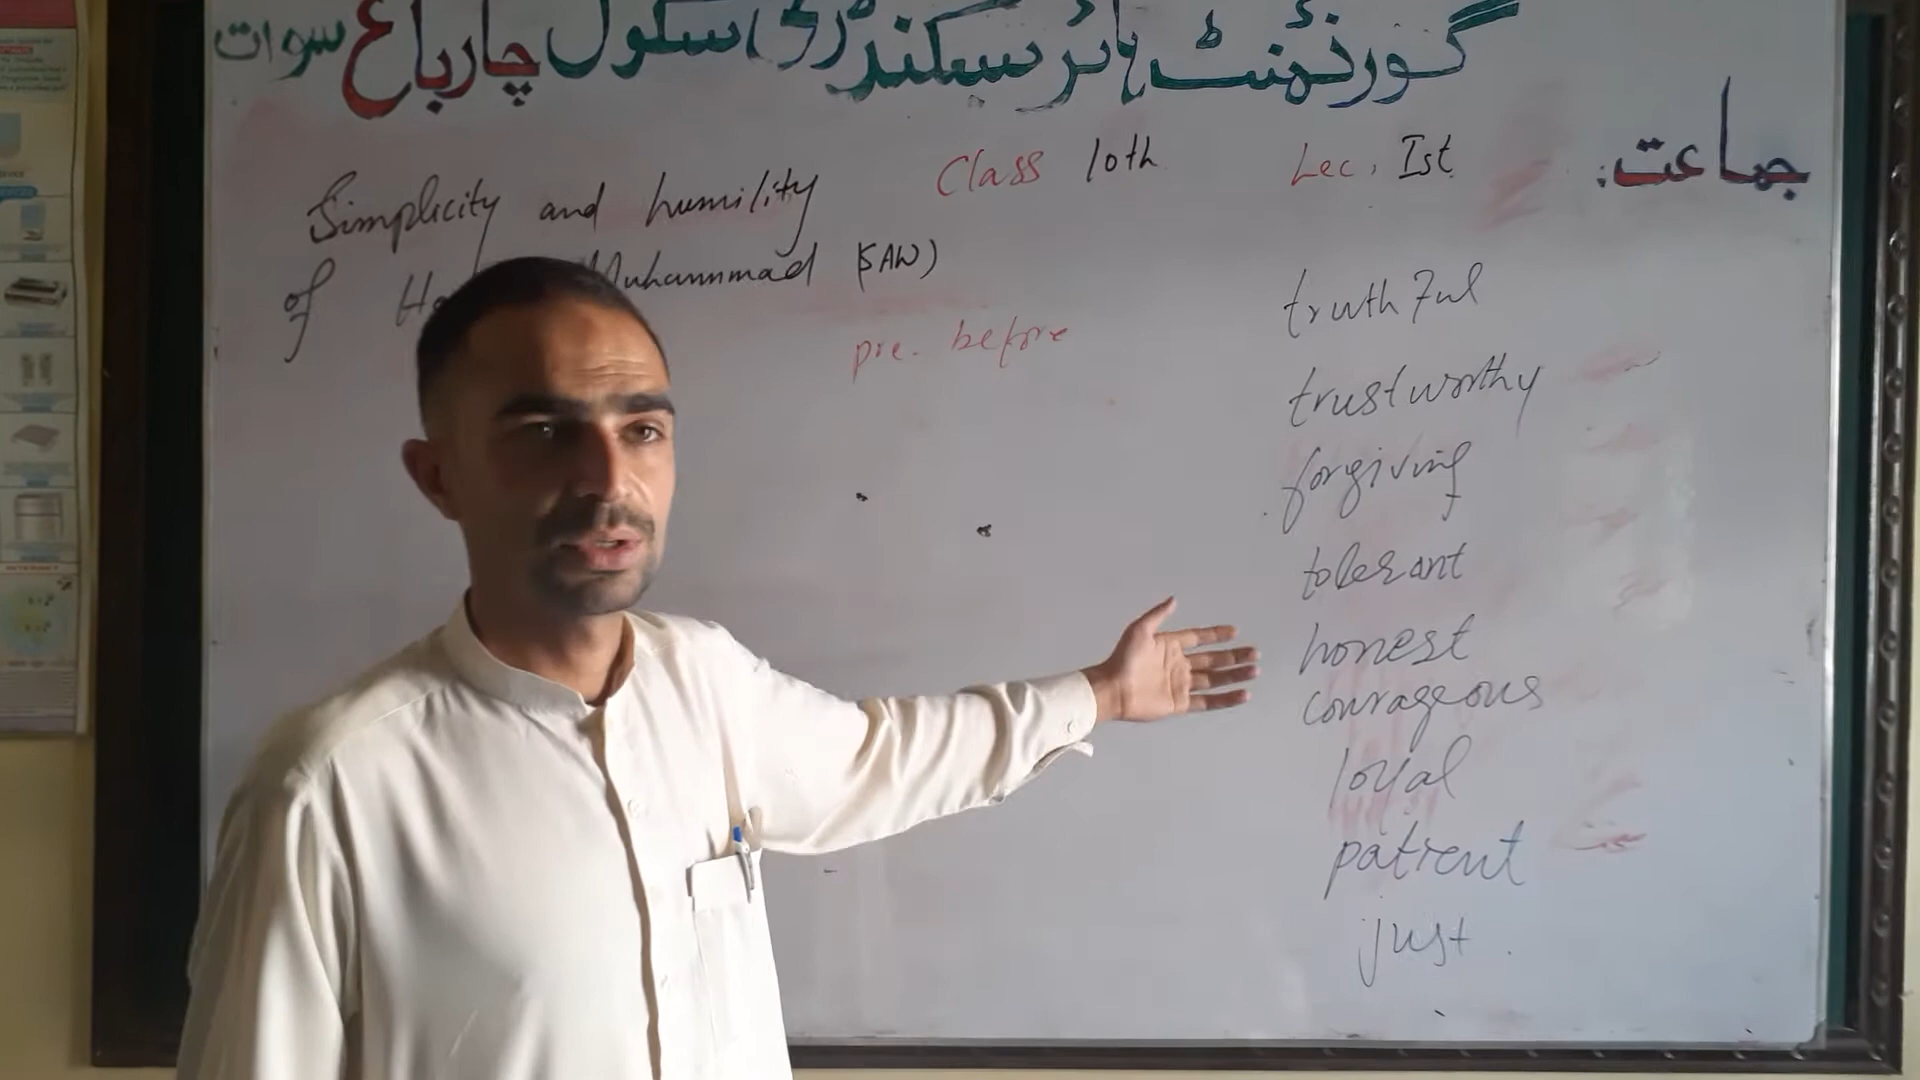 گورنمنٹ ہائر سیکنڈری سکول چارباغ سوات
جماعت:
Simplicity and humility
Class 10th
Lec, Ist
of Muhammad (SAW)
pre. before
truthful
trustworthy
forgiving
tolerant
honest
courageous
loyal
patient
just.
INTERNET